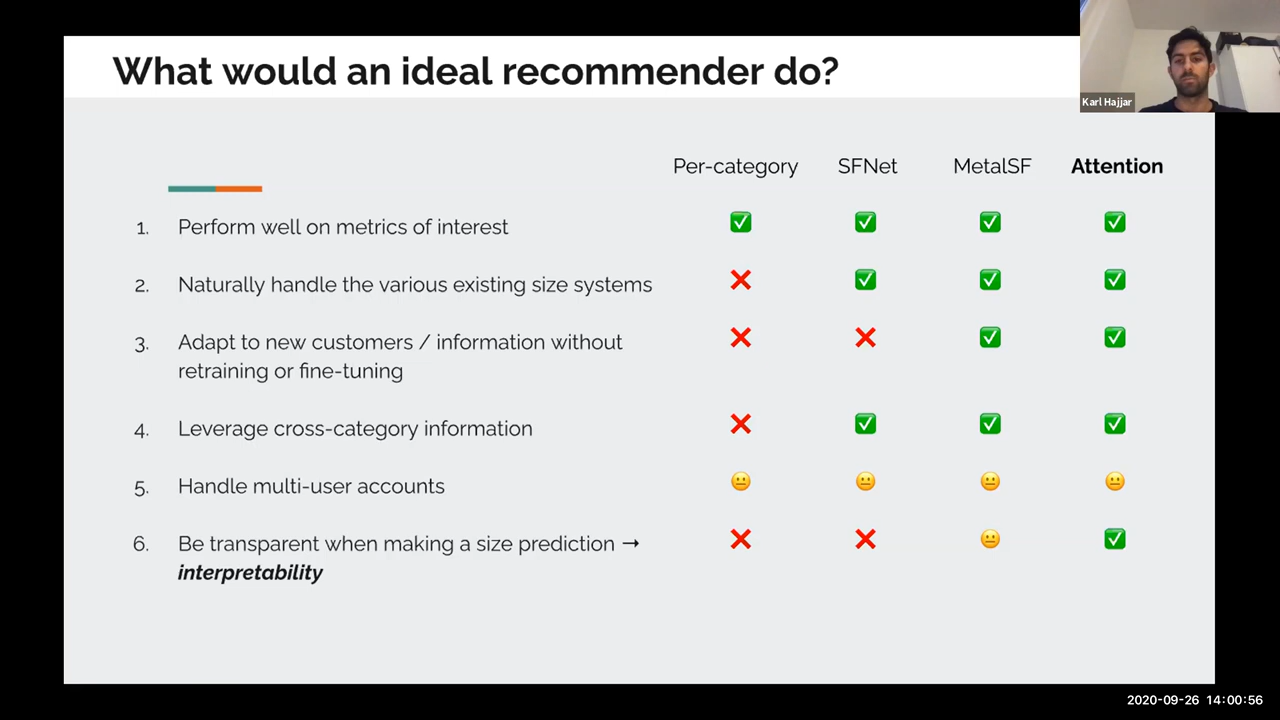 What would an ideal recommender do?
Karl Hajjar
Per-category SFNet MetalSF Attention
1. Perform well on metrics of interest ✅ ✅ ✅ ✅
2. Naturally handle the various existing size systems ❌ ✅ ✅ ✅
3. Adapt to new customers / information without ❌ ❌ ✅ ✅
retraining or fine-tuning
4. Leverage cross-category information ❌ ✅ ✅ ✅
5. Handle multi-user accounts 😐 😐 😐 😐
6. Be transparent when making a size prediction → ❌ ❌ 😐 ✅
interpretability
2020-09-26 14:00:56